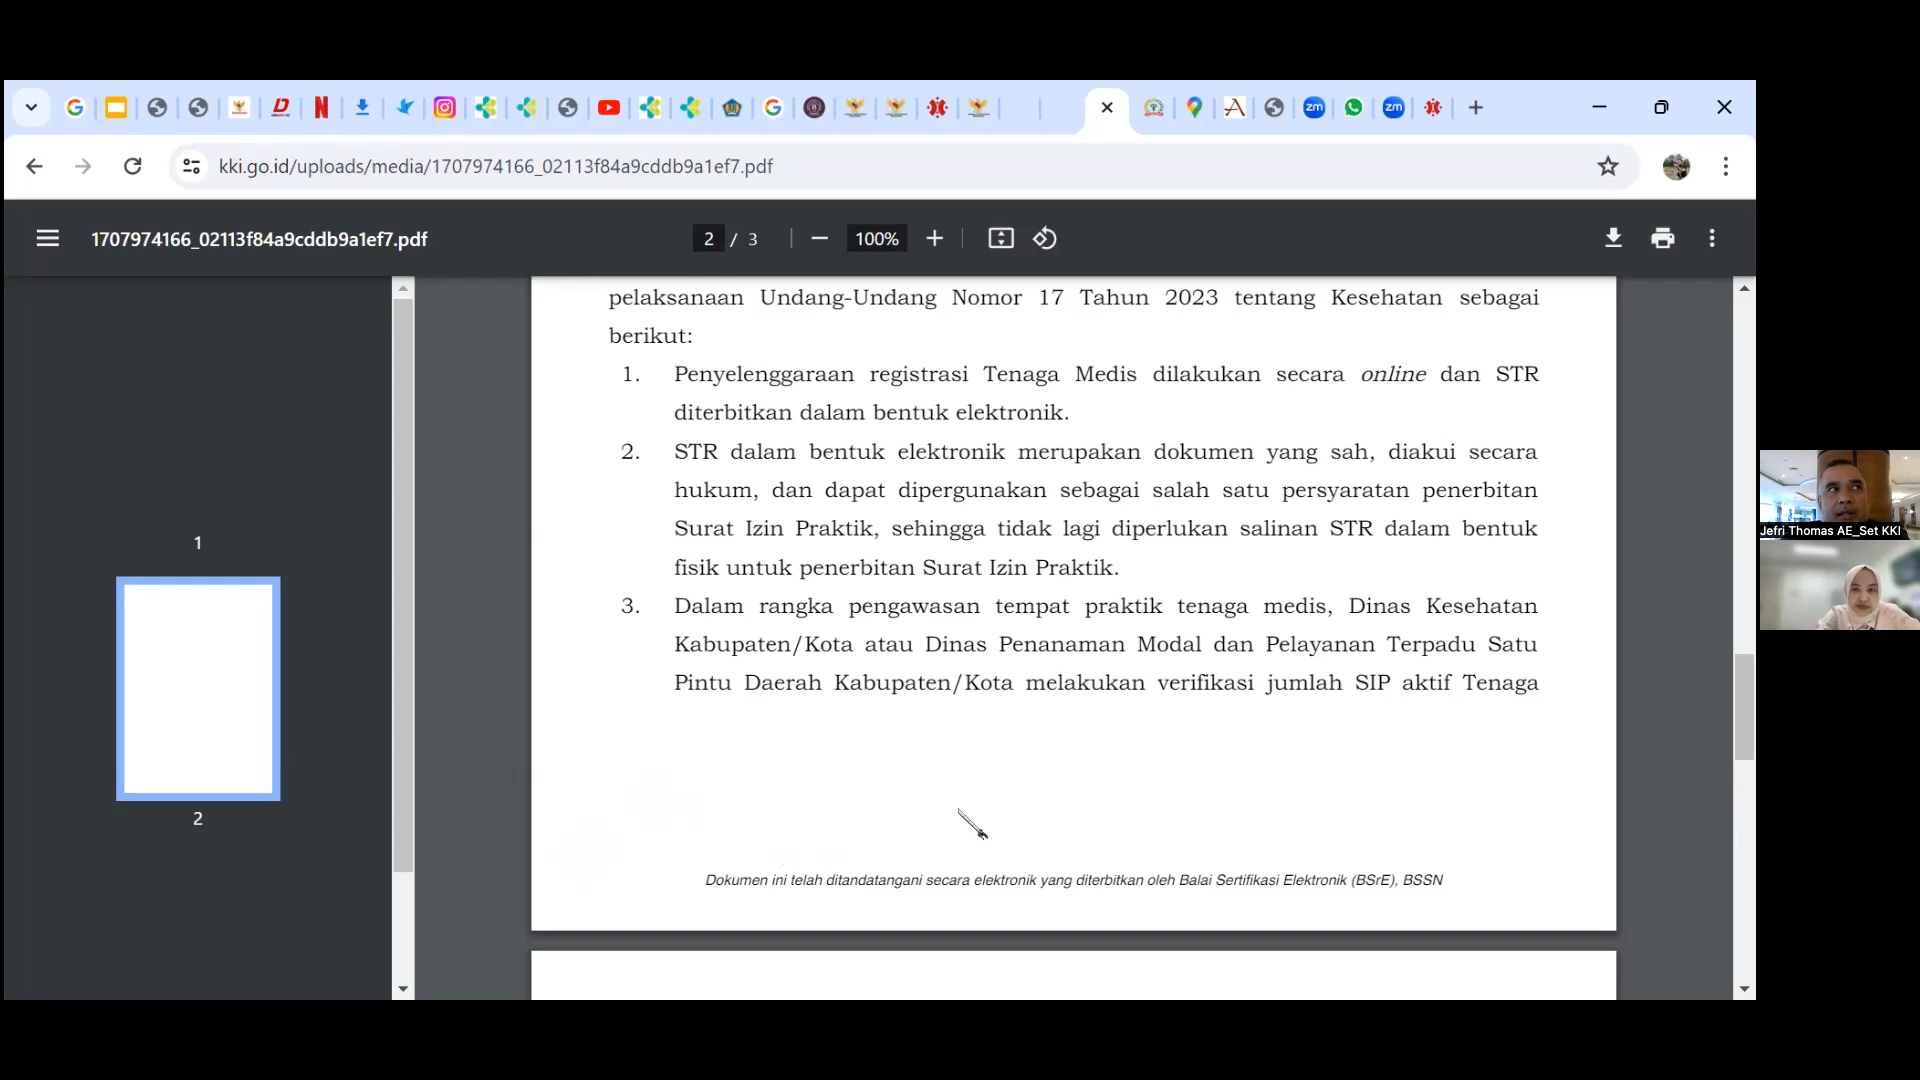 kki.go.id/uploads/media/1707974166_02113f84a9cddb9a1ef7.pdf
1707974166_02113f84a9cddb9a1ef7.pdf
2 / 3
100%
pelaksanaan Undang-Undang Nomor 17 Tahun 2023 tentang Kesehatan sebagai
berikut:
1. Penyelenggaraan registrasi Tenaga Medis dilakukan secara online dan STR
diterbitkan dalam bentuk elektronik.
2. STR dalam bentuk elektronik merupakan dokumen yang sah, diakui secara
hukum, dan dapat dipergunakan sebagai salah satu persyaratan penerbitan
Surat Izin Praktik, sehingga tidak lagi diperlukan salinan STR dalam bentuk
fisik untuk penerbitan Surat Izin Praktik.
3. Dalam rangka pengawasan tempat praktik tenaga medis, Dinas Kesehatan
Kabupaten/Kota atau Dinas Penanaman Modal dan Pelayanan Terpadu Satu
Pintu Daerah Kabupaten/Kota melakukan verifikasi jumlah SIP aktif Tenaga
Dokumen ini telah ditandatangani secara elektronik yang diterbitkan oleh Balai Sertifikasi Elektronik (BSrE), BSSN
1
2
Jefri Thomas AE_Set KKI
zm
zm